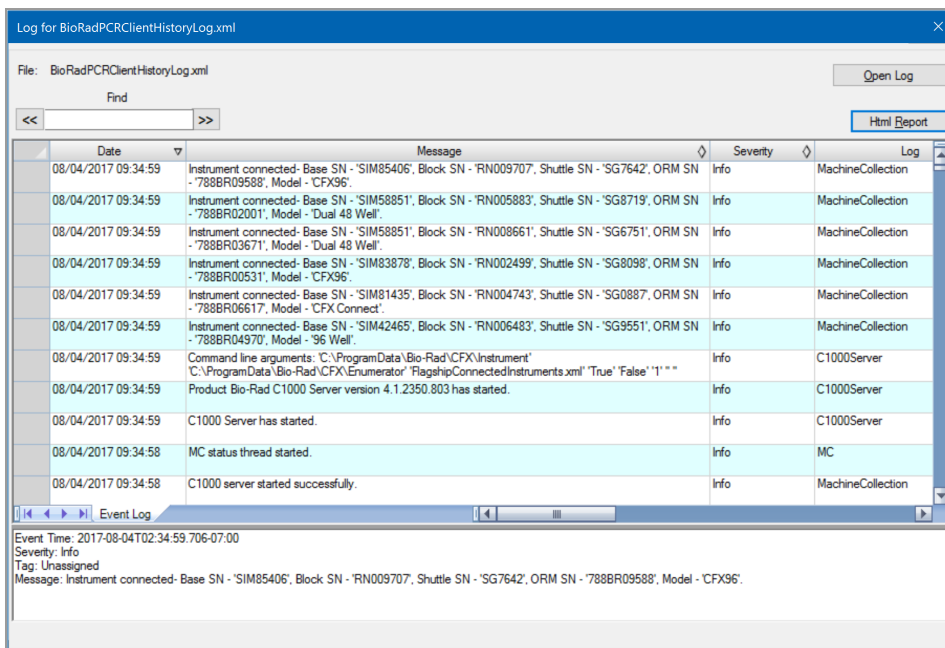 Log for BioRadPCRClientHistoryLog.xml
File: BioRadPCRClientHistoryLog.xml
Open Log
Find
<< >>
Html Report
Date Message Severity Log
08/04/2017 09:34:59 Instrument connected- Base SN - 'SIM85406', Block SN - 'RN009707', Shuttle SN - 'SG7642', ORM SN Info MachineCollection
- '788BR09588', Model - 'CFX96'.
08/04/2017 09:34:59 Instrument connected- Base SN - 'SIM58851', Block SN - 'RN005883', Shuttle SN - 'SG8719', ORM SN Info MachineCollection
- '788BR02001', Model - 'Dual 48 Well'.
08/04/2017 09:34:59 Instrument connected- Base SN - 'SIM58851', Block SN - 'RN008661', Shuttle SN - 'SG6751', ORM SN Info MachineCollection
- '788BR03671', Model - 'Dual 48 Well'.
08/04/2017 09:34:59 Instrument connected- Base SN - 'SIM83878', Block SN - 'RN002499', Shuttle SN - 'SG8098', ORM SN Info MachineCollection
- '788BR00531', Model - 'CFX96'.
08/04/2017 09:34:59 Instrument connected- Base SN - 'SIM81435', Block SN - 'RN004743', Shuttle SN - 'SG0887', ORM SN Info MachineCollection
- '788BR06617', Model - 'CFX Connect'.
08/04/2017 09:34:59 Instrument connected- Base SN - 'SIM42465', Block SN - 'RN006483', Shuttle SN - 'SG9551', ORM SN Info MachineCollection
- '788BR04970', Model - '96 Well'.
08/04/2017 09:34:59 Command line arguments: 'C:\ProgramData\Bio-Rad\CFX\Instrument' Info C1000Server
'C:\ProgramData\Bio-Rad\CFX\Enumerator' 'FlagshipConnectedInstruments.xml' 'True' 'False' '1' '' ''
08/04/2017 09:34:59 Product Bio-Rad C1000 Server version 4.1.2350.803 has started. Info C1000Server
08/04/2017 09:34:59 C1000 Server has started. Info C1000Server
08/04/2017 09:34:58 MC status thread started. Info MC
08/04/2017 09:34:58 C1000 server started successfully. Info MachineCollection
Event Log
Event Time: 2017-08-04T02:34:59.706-07:00
Severity: Info
Tag: Unassigned
Message: Instrument connected- Base SN - 'SIM85406', Block SN - 'RN009707', Shuttle SN - 'SG7642', ORM SN - '788BR09588', Model - 'CFX96'.